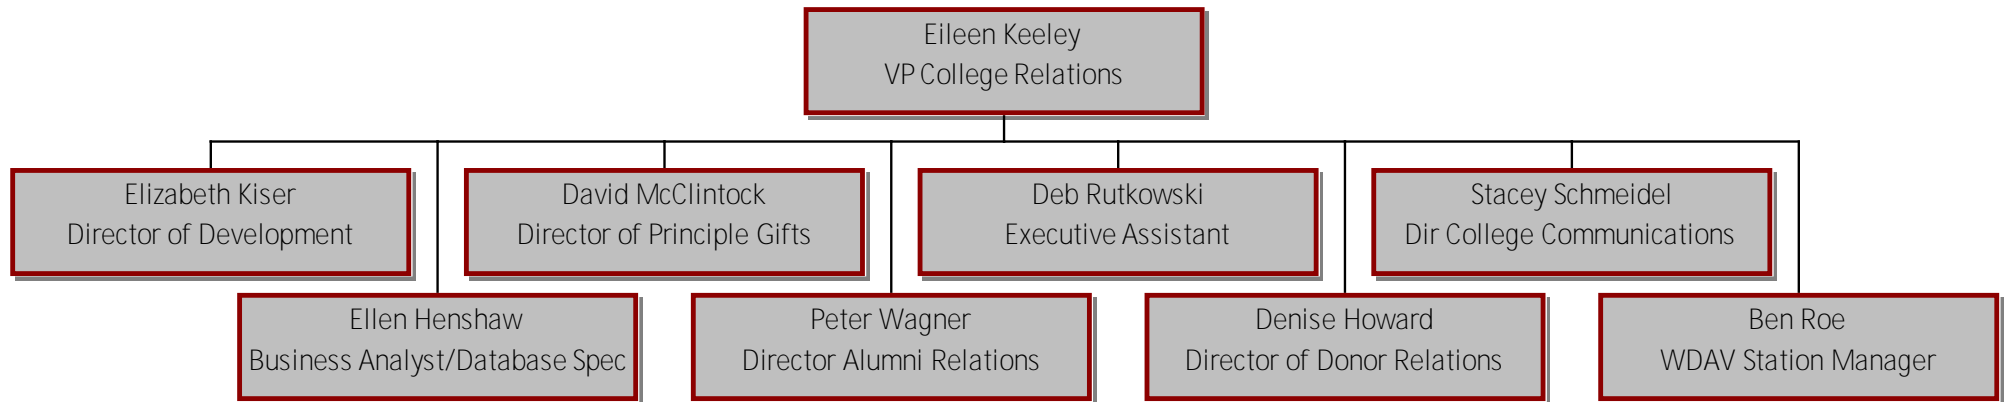 Eileen Keeley
VP College Relations
Elizabeth Kiser
Director of Development
David McClintock
Director of Principle Gifts
Deb Rutkowski
Executive Assistant
Stacey Schmeidel
Dir College Communications
Ellen Henshaw
Business Analyst/Database Spec
Peter Wagner
Director Alumni Relations
Denise Howard
Director of Donor Relations
Ben Roe
WDAV Station Manager